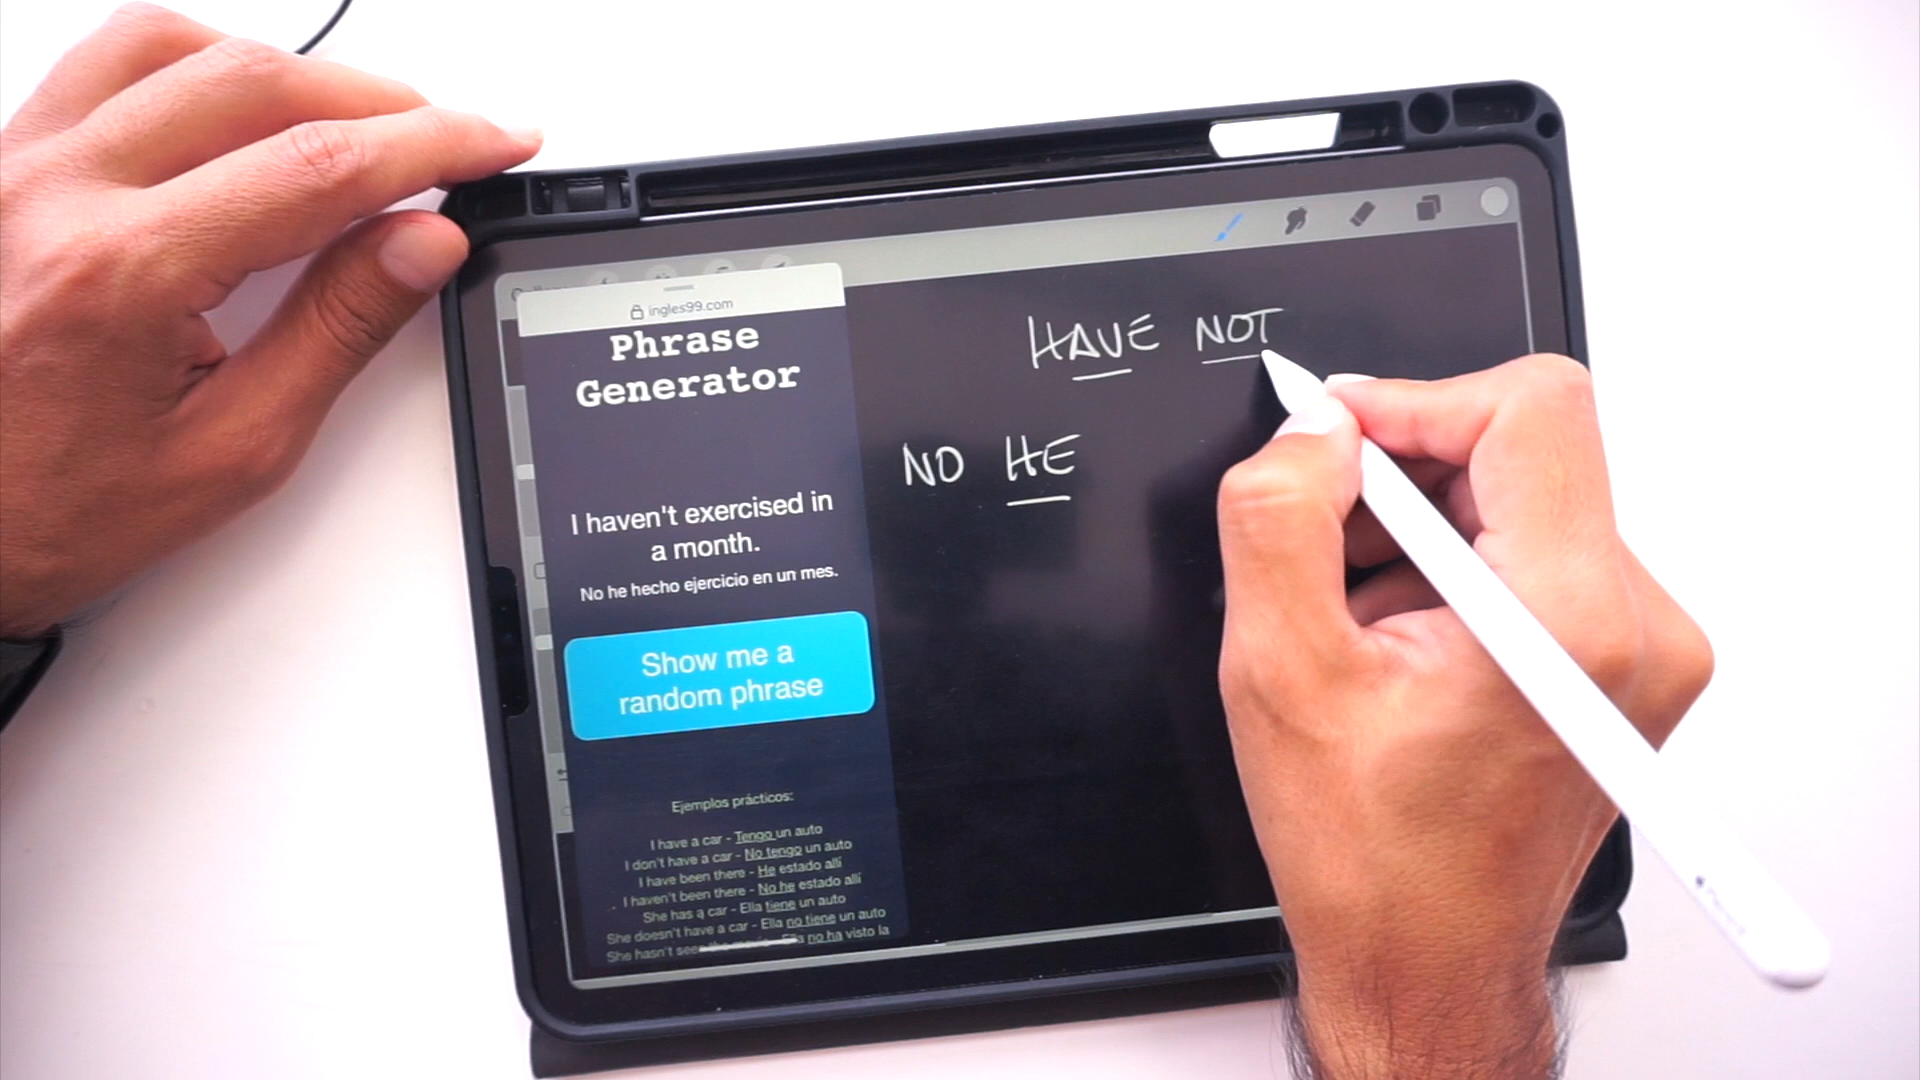 ingles99.com
Phrase
Generator
I haven't exercised in
a month.
No he hecho ejercicio en un mes.
Show me a
random phrase
Ejemplos prácticos:
I have a car - Tengo un auto
I don't have a car - No tengo un auto
I have been there - He estado allí
I haven't been there - No he estado allí
She has a car - Ella tiene un auto
She doesn't have a car - Ella no tiene un auto
She hasn't seen no ha visto la
HAVE NOT
NO HE